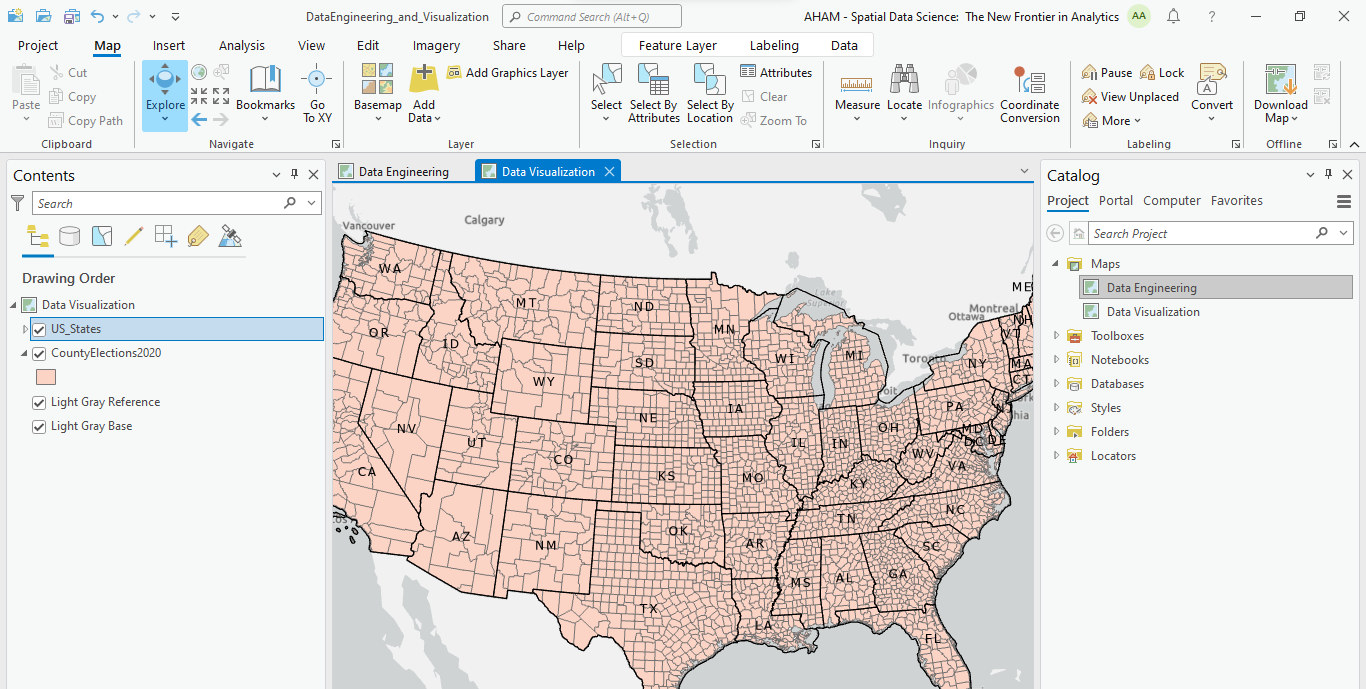 DataEngineering_and_Visualization
Command Search (Alt+Q)
AHAM - Spatial Data Science: The New Frontier in Analytics
AA
?
Project
Map
Insert
Analysis
View
Edit
Imagery
Share
Help
Feature Layer
Labeling
Data
Paste
Cut
Copy
Copy Path
Clipboard
Explore
Bookmarks
Go
To XY
Navigate
Basemap
Add
Data
Add Graphics Layer
Layer
Select
Select By
Attributes
Select By
Location
Attributes
Clear
Zoom To
Selection
Measure
Locate
Infographics
Coordinate
Conversion
Inquiry
Pause
Lock
View Unplaced
More
Convert
Labeling
Download
Map
Offline
Contents
Search
Drawing Order
Data Visualization
US_States
CountyElections2020
Light Gray Reference
Light Gray Base
Data Engineering
Data Visualization
Vancouver
Calgary
WA
MT
ND
MN
Lake
Superior
ME
Montreal
Ottawa
OR
ID
SD
WI
MI
Toronto
VT
NH
NY
MA
CT
WY
IA
NE
PA
NJ
NV
UT
CO
KS
MO
IL
IN
OH
MD
DE
DC
WV
VA
KY
CA
AZ
NM
OK
AR
TN
NC
SC
MS
AL
GA
TX
LA
FL
Catalog
Project
Portal
Computer
Favorites
Search Project
Maps
Data Engineering
Data Visualization
Toolboxes
Notebooks
Databases
Styles
Folders
Locators